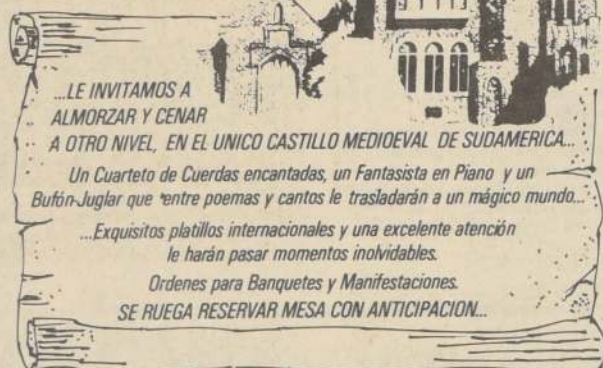 ...LE INVITAMOS A
ALMORZAR Y CENAR
A OTRO NIVEL, EN EL UNICO CASTILLO MEDIOEVAL DE SUDAMERICA...
Un Cuarteto de Cuerdas encantadas, un Fantasista en Piano y un
Bufón-Juglar que entre poemas y cantos le trasladarán a un mágico mundo...
...Exquisitos platillos internacionales y una excelente atención
le harán pasar momentos inolvidables.
Ordenes para Banquetes y Manifestaciones.
SE RUEGA RESERVAR MESA CON ANTICIPACION...